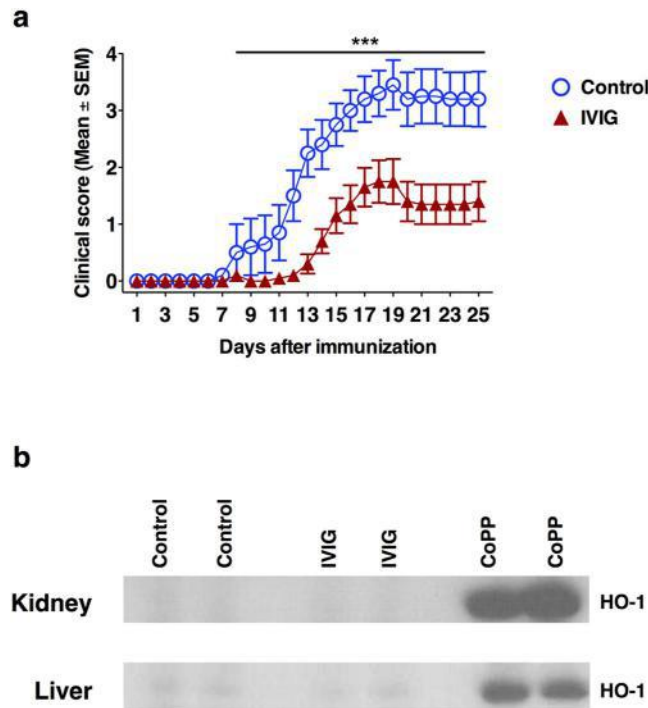 a
***
Clinical score (Mean ± SEM)
4
3
2
1
0
1 3 5 7 9 11 13 15 17 19 21 23 25
Days after immunization
Control
IVIG
b
Control Control IVIG IVIG CoPP CoPP
Kidney HO-1
Liver HO-1